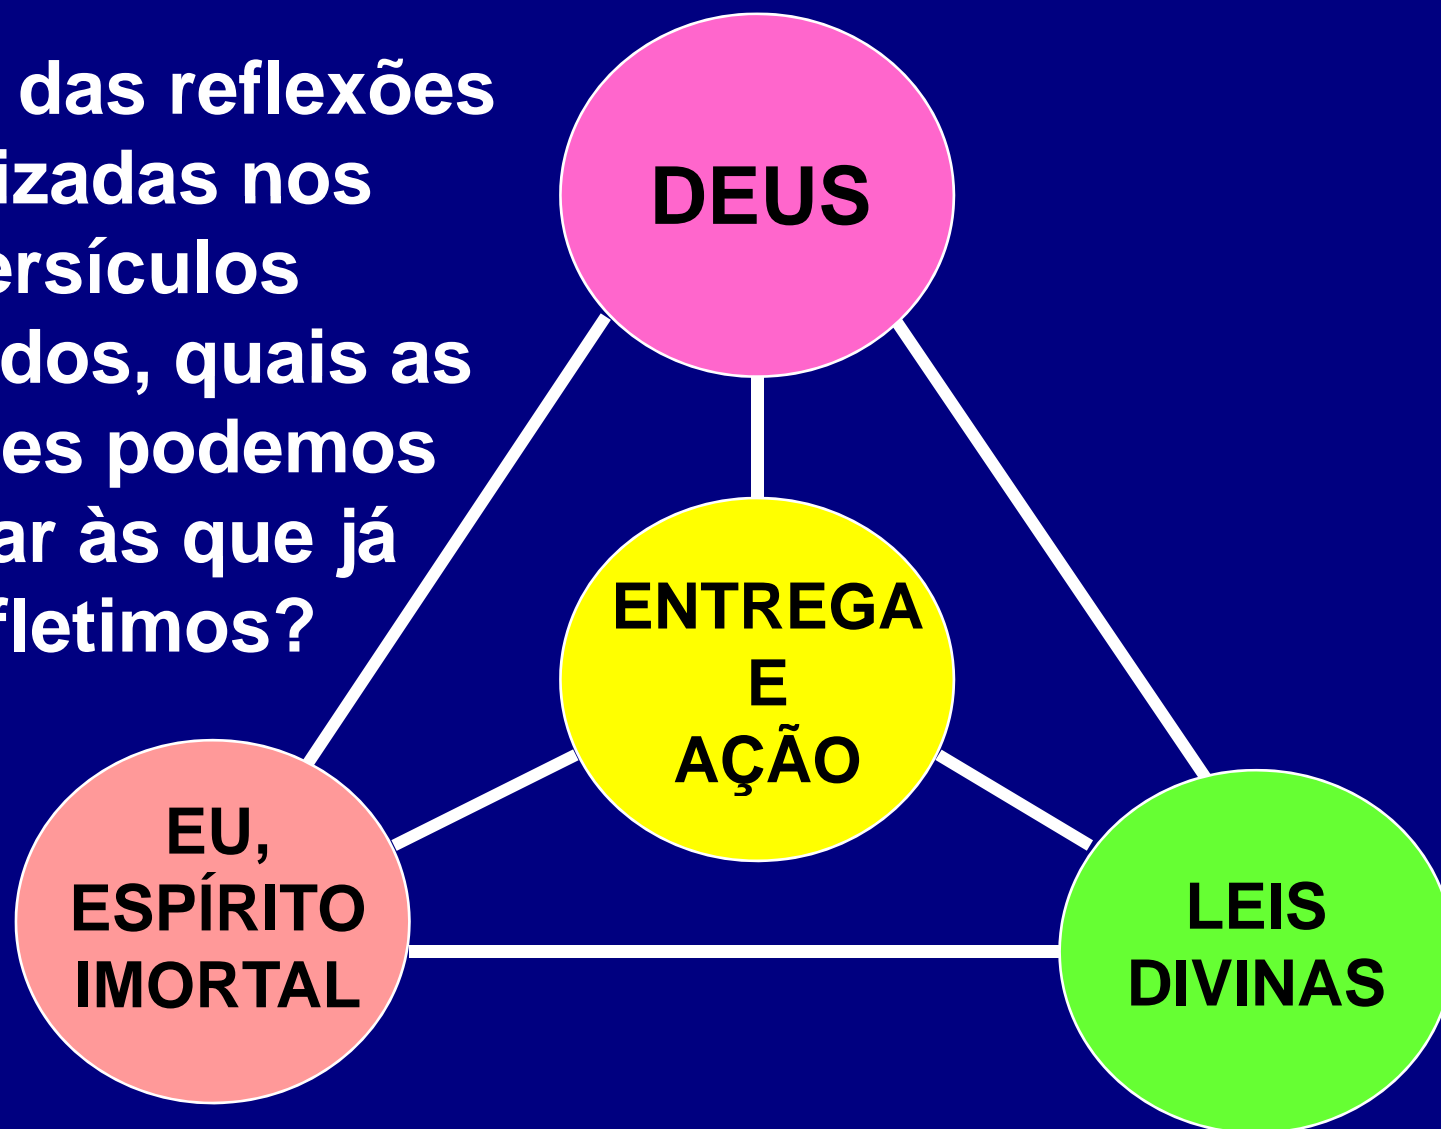 das reflexões
izadas nos
ersículos
dos, quais as
es podemos
ar às que já
fletimos?
DEUS
ENTREGA
E
AÇÃO
EU,
ESPÍRITO
IMORTAL
LEIS
DIVINAS